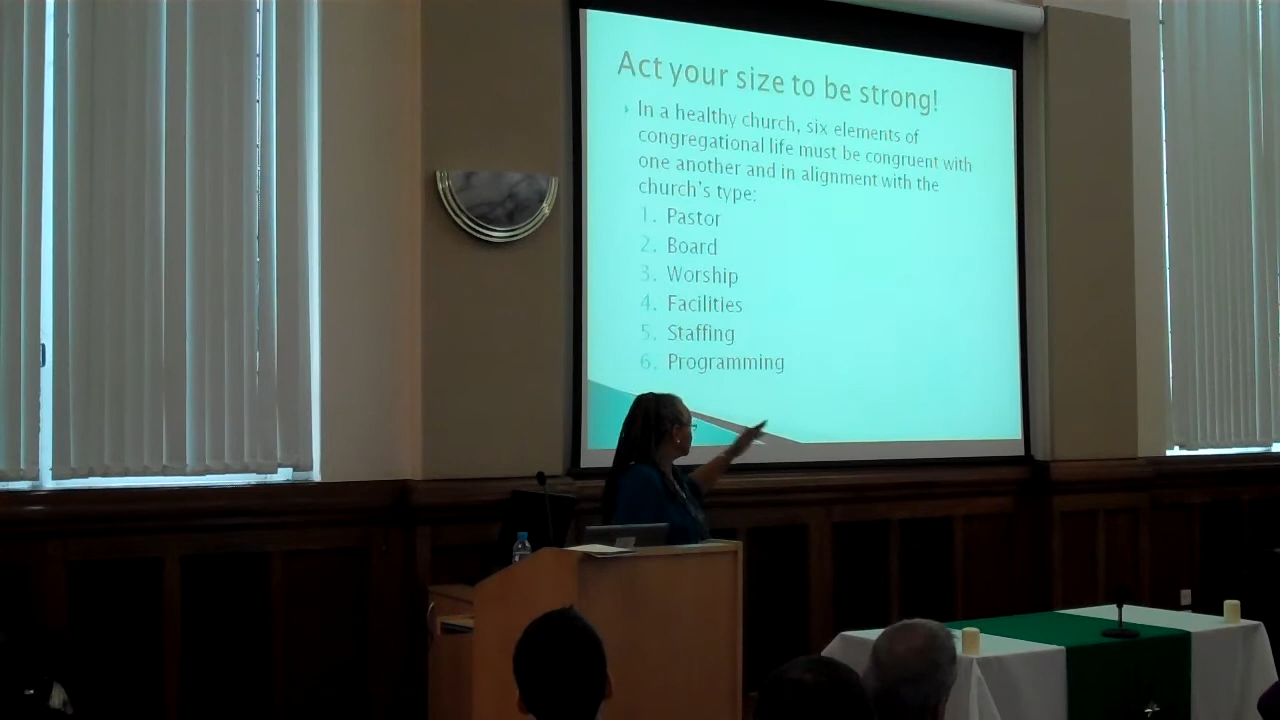 Act your size to be strong!
In a healthy church, six elements of
congregational life must be congruent with
one another and in alignment with the
church's type:
1. Pastor
2. Board
3. Worship
4. Facilities
5. Staffing
6. Programming